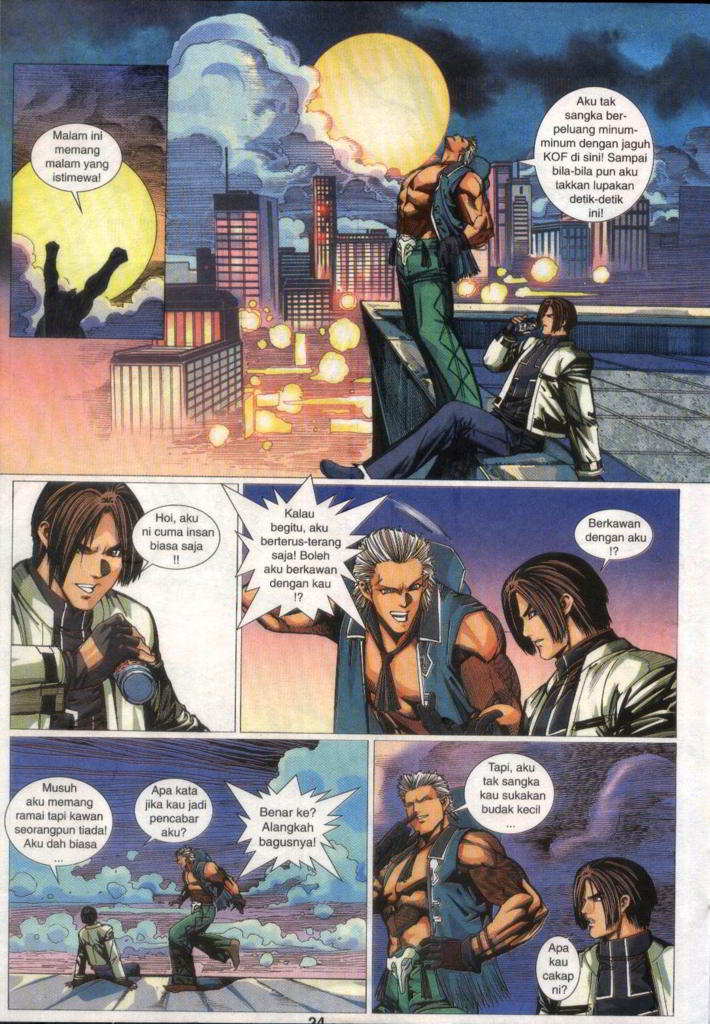 Malam ini
memang
malam yang
istimewa!
Aku tak
sangka ber-
peluang minum-
minum dengan jaguh
KOF di sini! Sampai
bila-bila pun aku
takkan lupakan
detik-detik
ini!
Hoi, aku
ni cuma insan
biasa saja
!!
Kalau
begitu, aku
berterus-terang
saja! Boleh
aku berkawan
dengan kau
!?
Berkawan
dengan aku
!?
Musuh
aku memang
ramai tapi kawan
seorangpun tiada!
Aku dah biasa
...
Apa kata
jika kau jadi
pencabar
aku?
Benar ke?
Alangkah
bagusnya!
Tapi, aku
tak sangka
kau sukakan
budak kecil
...
Apa
kau
cakap
ni?
24